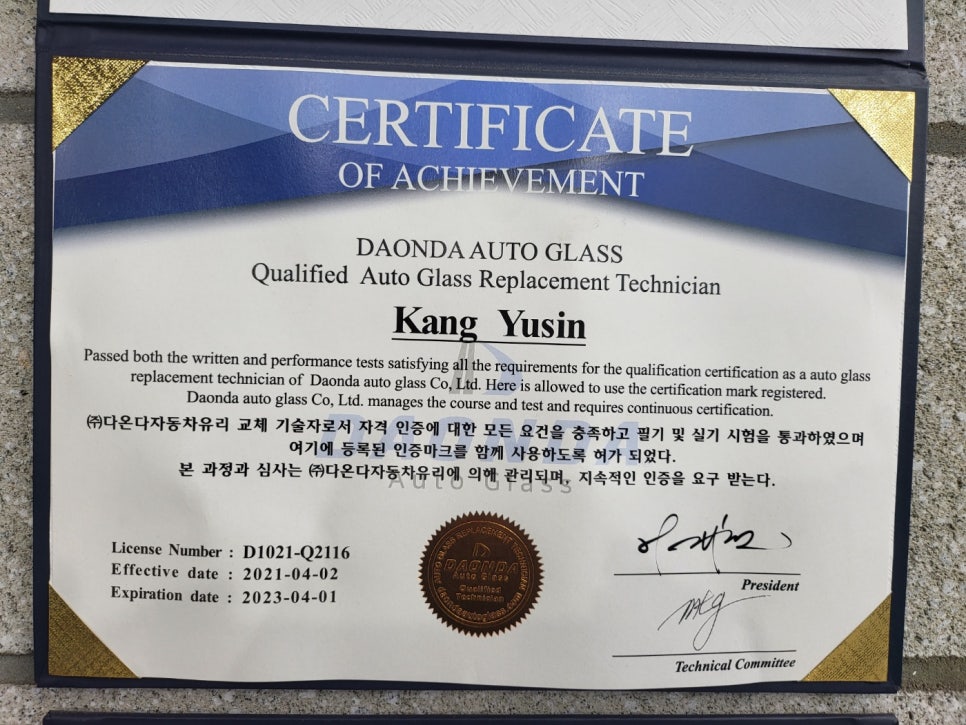 CERTIFICATE
OF ACHIEVEMENT
DAONDA AUTO GLASS
Qualified Auto Glass Replacement Technician
Kang Yusin
Passed both the written and performance tests satisfying all the requirements for the qualification certification as a auto glass
replacement technician of Daonda auto glass Co, Ltd. Here is allowed to use the certification mark registered.
Daonda auto glass Co, Ltd. manages the course and test and requires continuous certification.
DAONDA
Auto Glass
㈜다온다자동차유리 교체 기술자로서 자격 인증에 대한 모든 요건을 충족하고 필기 및 실기 시험을 통과하였으며
여기에 등록된 인증마크를 함께 사용하도록 허가 되었다.
본 과정과 심사는 ㈜다온다자동차유리에 의해 관리되며, 지속적인 인증을 요구 받는다.
License Number : D1021-Q2116
Effective date : 2021-04-02
Expiration date : 2023-04-01
AUTO GLASS REPLACEMENT TECHNICIAN
DAONDA
Auto Glass
Qualified
Technician
daondaautoglass.com
President
Technical Committee